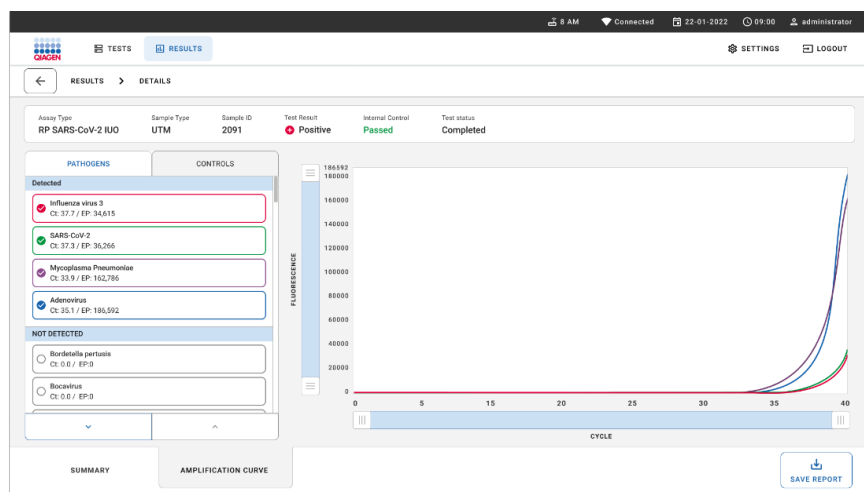 8 AM Connected 22-01-2022 09:00 administrator
QIAGEN TESTS RESULTS SETTINGS LOGOUT
RESULTS > DETAILS
Assay Type Sample Type Sample ID Test Result Internal Control Test status
RP SARS-CoV-2 IUO UTM 2091 Positive Passed Completed
PATHOGENS CONTROLS
Detected
Influenza virus 3
Ct: 37.7 / EP: 34,615
SARS-CoV-2
Ct: 37.3 / EP: 36,266
Mycoplasma Pneumoniae
Ct: 33.9 / EP: 162,786
Adenovirus
Ct: 35.1 / EP: 186,592
NOT DETECTED
Bordetella pertusis
Ct: 0.0 / EP:0
Bocavirus
Ct: 0.0 / EP:0
FLUORESCENCE
186592
180000
160000
140000
120000
100000
80000
60000
40000
20000
0
0 5 15 20 25 30 35 40
CYCLE
SUMMARY AMPLIFICATION CURVE
SAVE REPORT